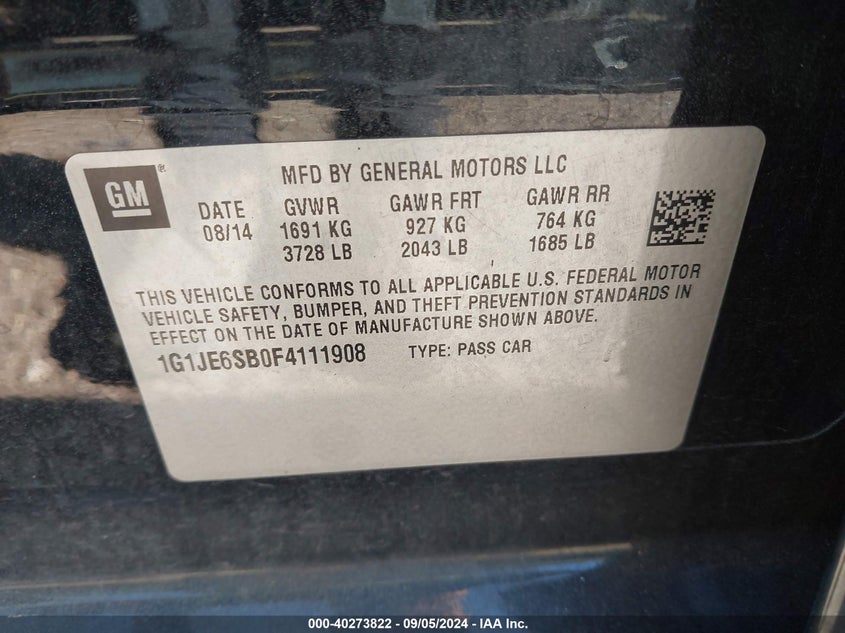 GM®
MFD BY GENERAL MOTORS LLC
DATE GVWR GAWR FRT GAWR RR
08/14 1691 KG 927 KG 764 KG
3728 LB 2043 LB 1685 LB
THIS VEHICLE CONFORMS TO ALL APPLICABLE U.S. FEDERAL MOTOR
VEHICLE SAFETY, BUMPER, AND THEFT PREVENTION STANDARDS IN
EFFECT ON THE DATE OF MANUFACTURE SHOWN ABOVE.
1G1JE6SB0F4111908 TYPE: PASS CAR
000-40273822 - 09/05/2024 - IAA Inc.